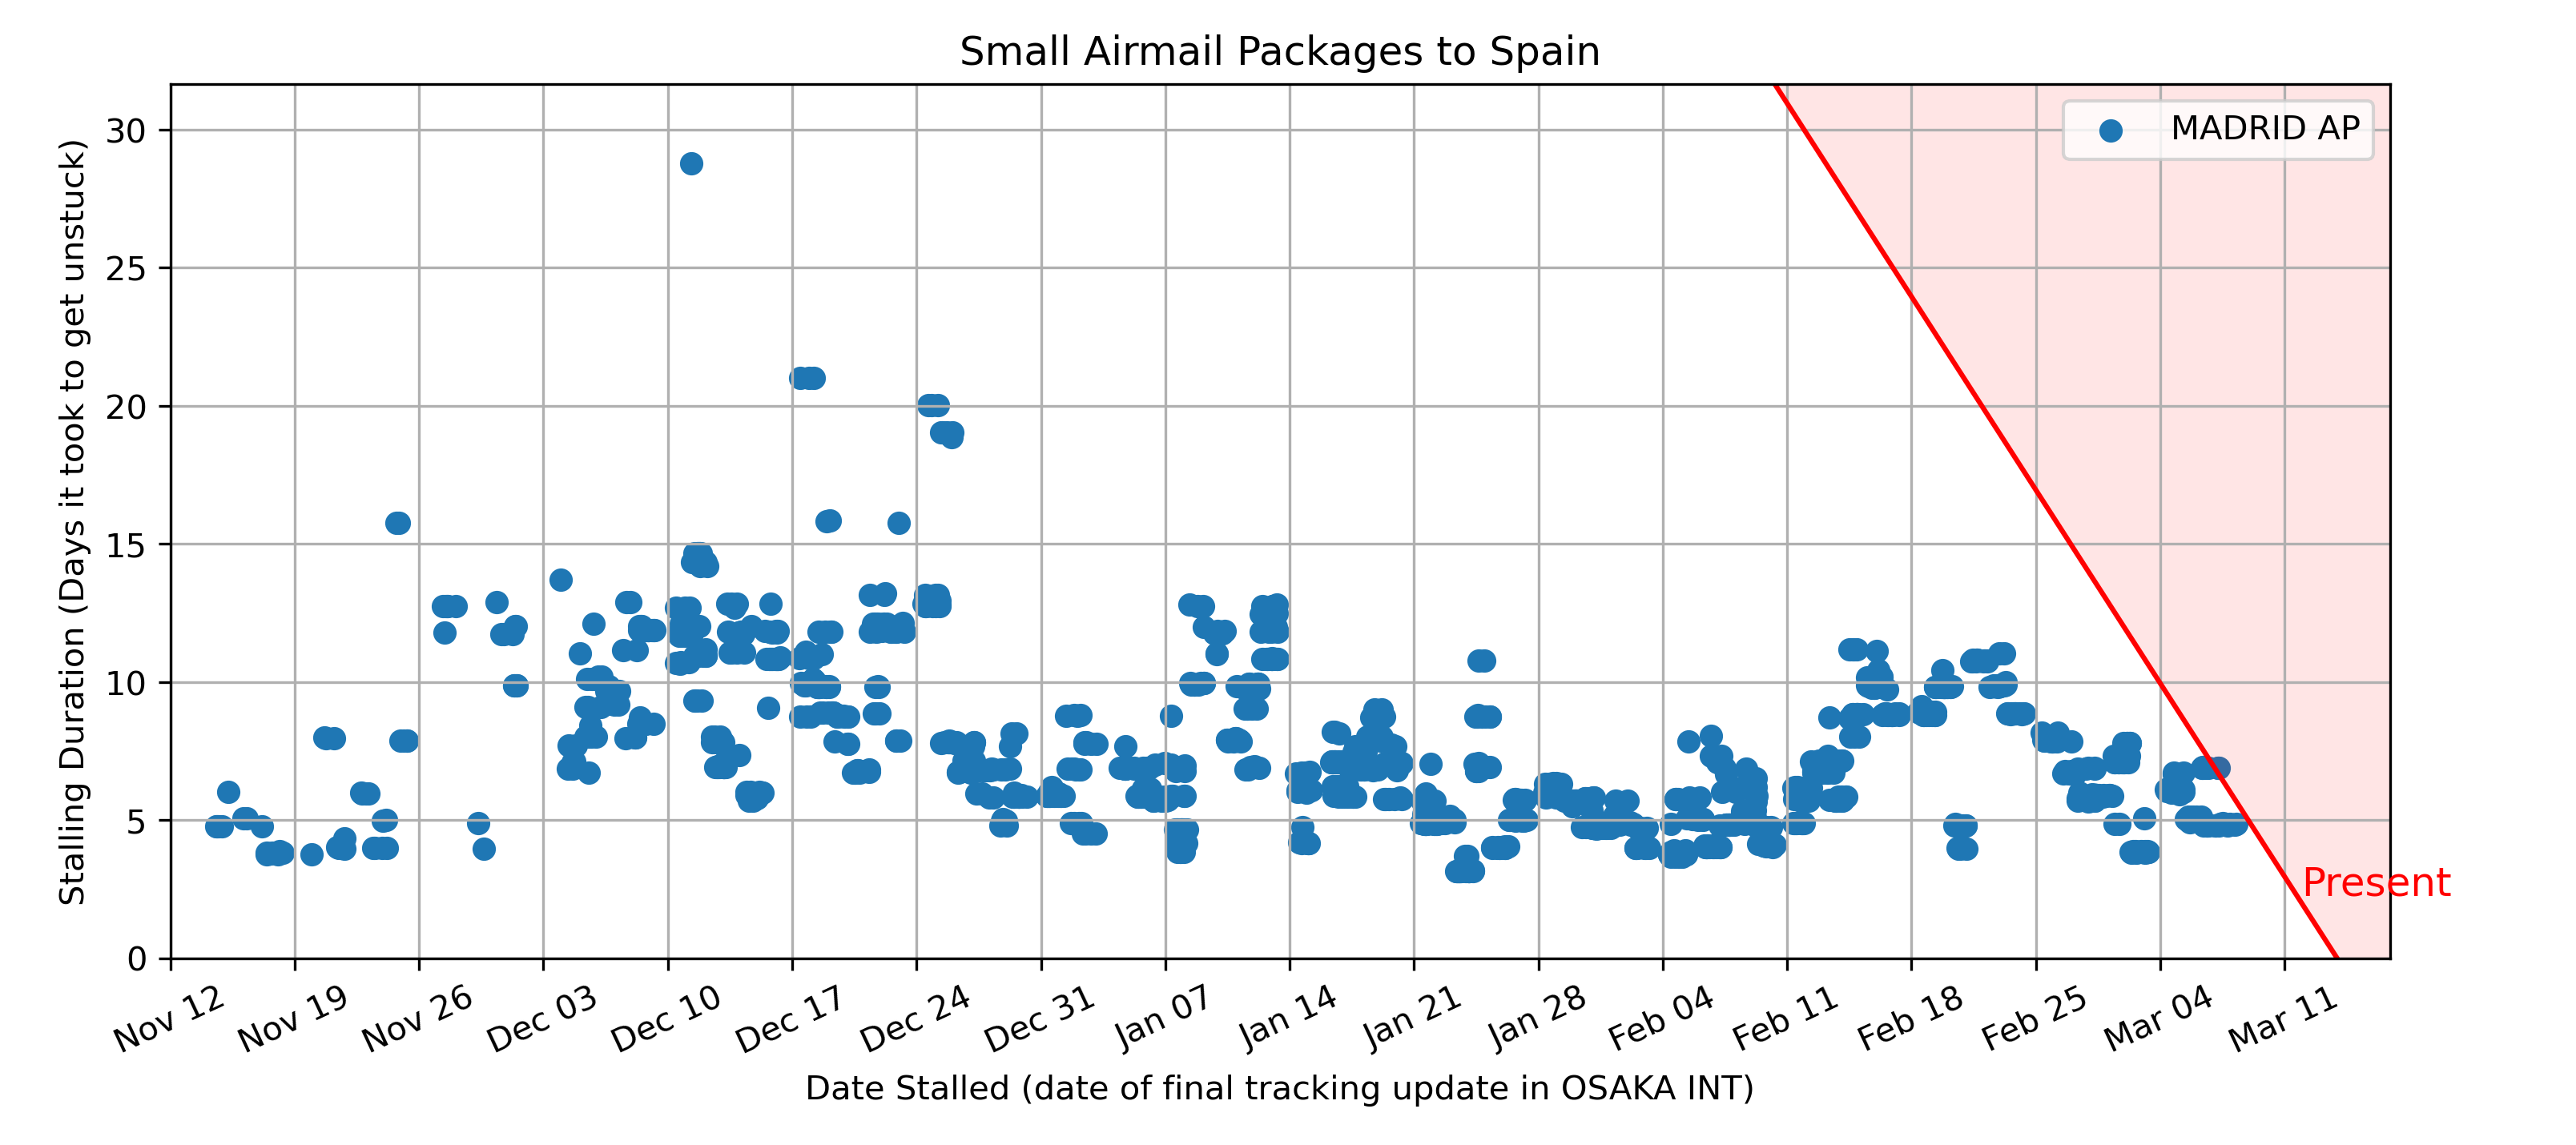 Small Airmail Packages to Spain
Stalling Duration (Days it took to get unstuck)
30
25
20
15
10
5
0
MADRID AP
Present
Nov 12
Nov 19
Nov 26
Dec 03
Dec 10
Dec 17
Dec 24
Dec 31
Jan 07
Jan 14
Jan 21
Jan 28
Feb 04
Feb 11
Feb 18
Feb 25
Mar 04
Mar 11
Date Stalled (date of final tracking update in OSAKA INT)